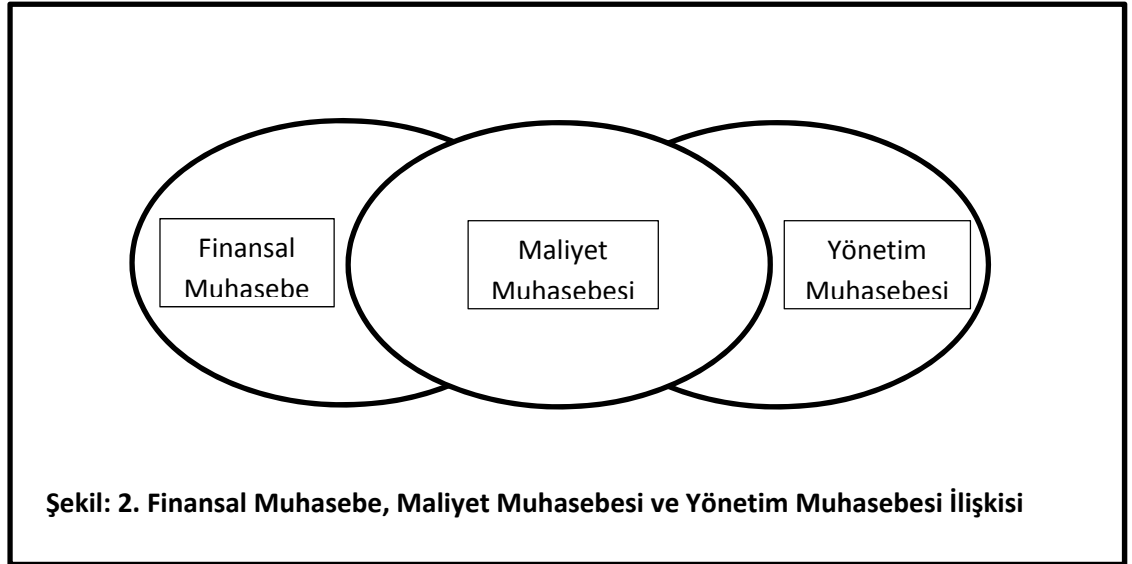 Finansal
Muhasebe
Maliyet
Muhasebesi
Yönetim
Muhasebesi
Şekil: 2. Finansal Muhasebe, Maliyet Muhasebesi ve Yönetim Muhasebesi İlişkisi